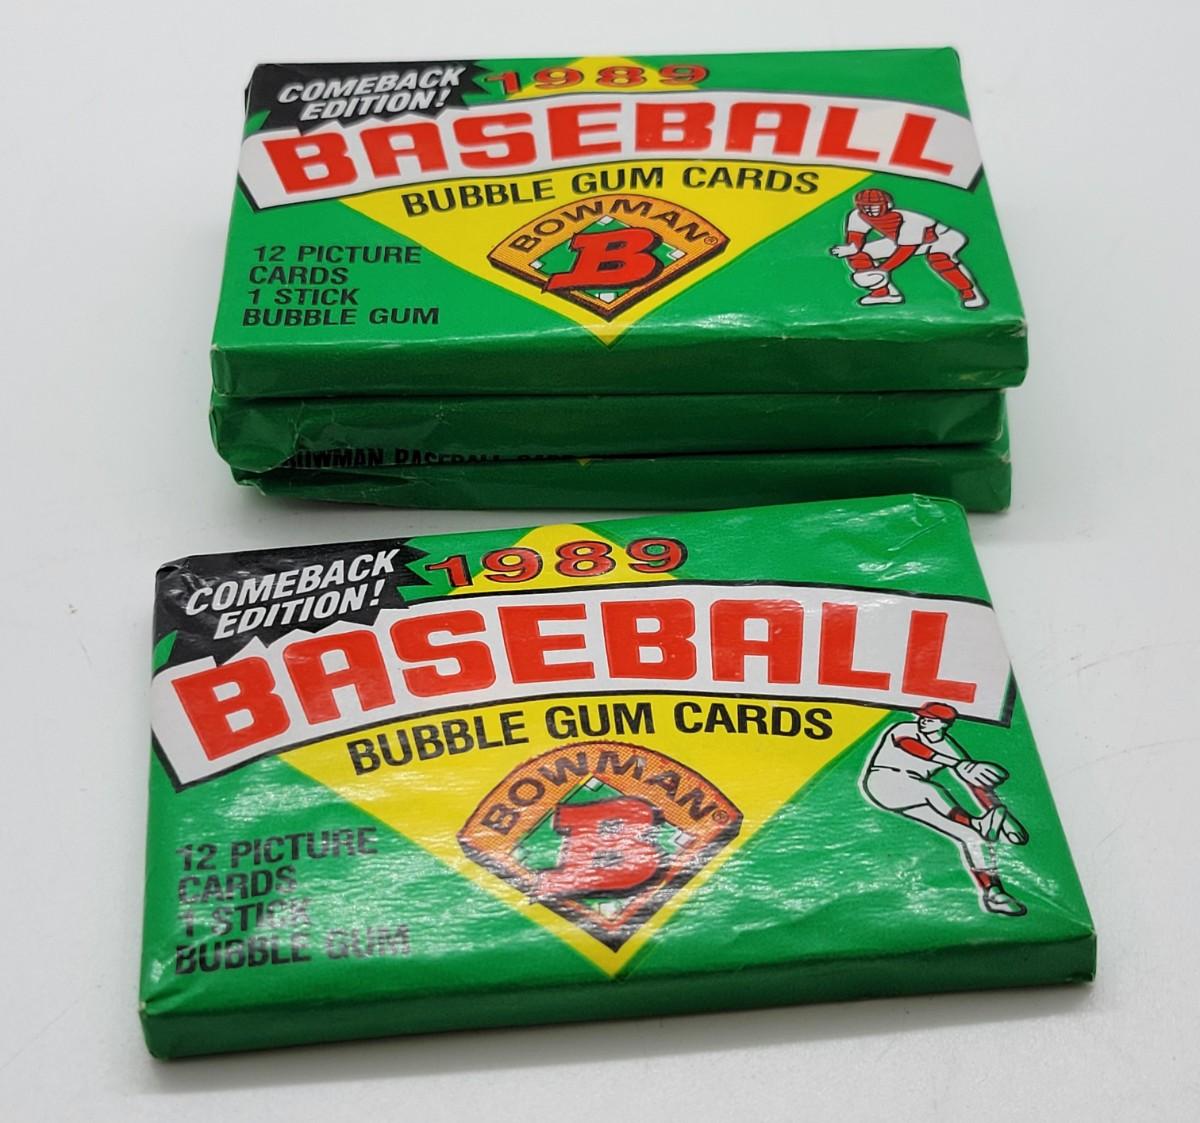 COMEBACK
EDITION!
1989
BASEBALL
BUBBLE GUM CARDS
BOWMAN®
B
12 PICTURE
CARDS
1 STICK
BUBBLE GUM
BOWMAN BASEBALL CARD
COMEBACK
EDITION!
1989
BASEBALL
BUBBLE GUM CARDS
BOWMAN®
B
12 PICTURE
CARDS
1 STICK
BUBBLE GUM